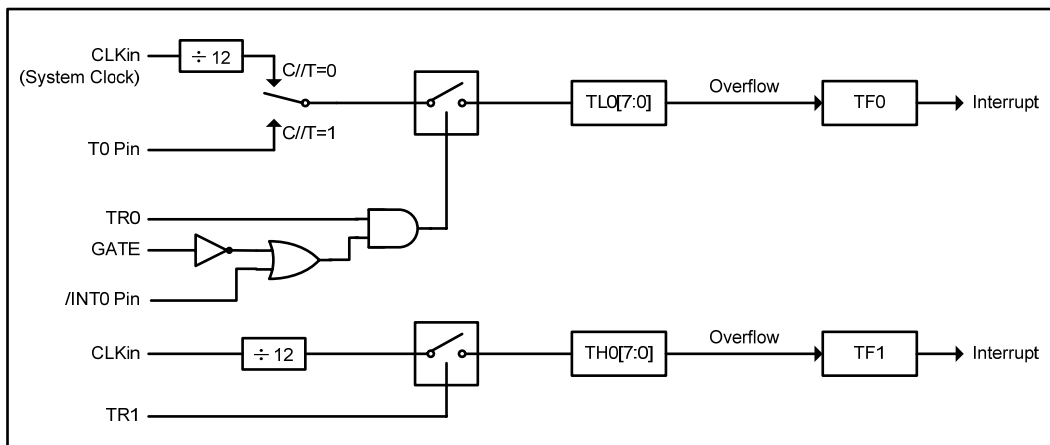 CLKin
(System Clock)
÷ 12
C//T=0
C//T=1
T0 Pin
TL0[7:0]
Overflow
TF0
Interrupt
TR0
GATE
/INT0 Pin
CLKin
÷ 12
TH0[7:0]
Overflow
TF1
Interrupt
TR1